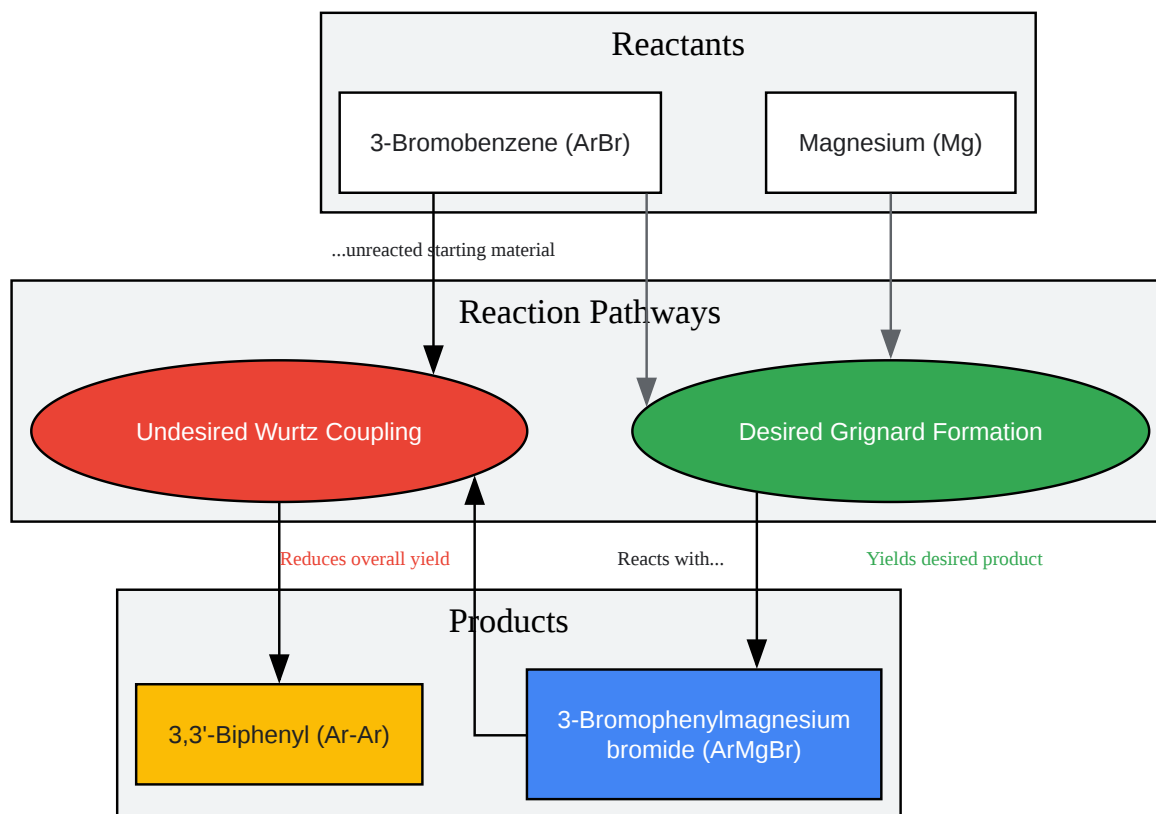 Reactants
3-Bromobenzene (ArBr)
Magnesium (Mg)
...unreacted starting material
Reaction Pathways
Undesired Wurtz Coupling
Desired Grignard Formation
Reduces overall yield
Reacts with...
Yields desired product
Products
3,3'-Biphenyl (Ar-Ar)
3-Bromophenylmagnesium
bromide (ArMgBr)